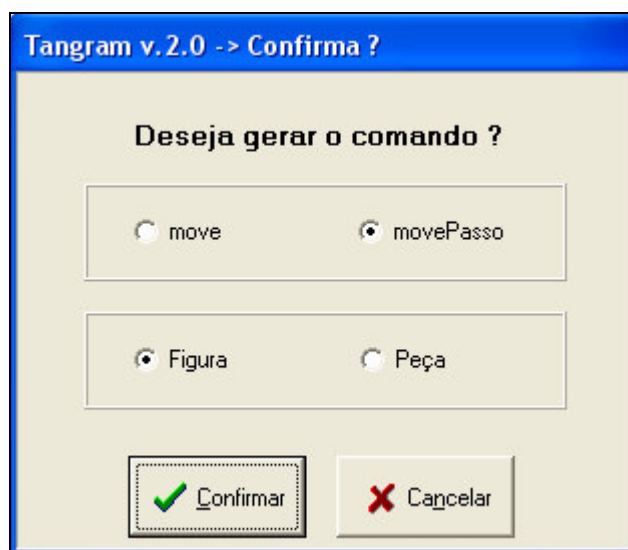 Tangram v.2.0 -> Confirma ?
Deseja gerar o comando ?
move movePasso
Figura Peça
Confirmar Cancelar